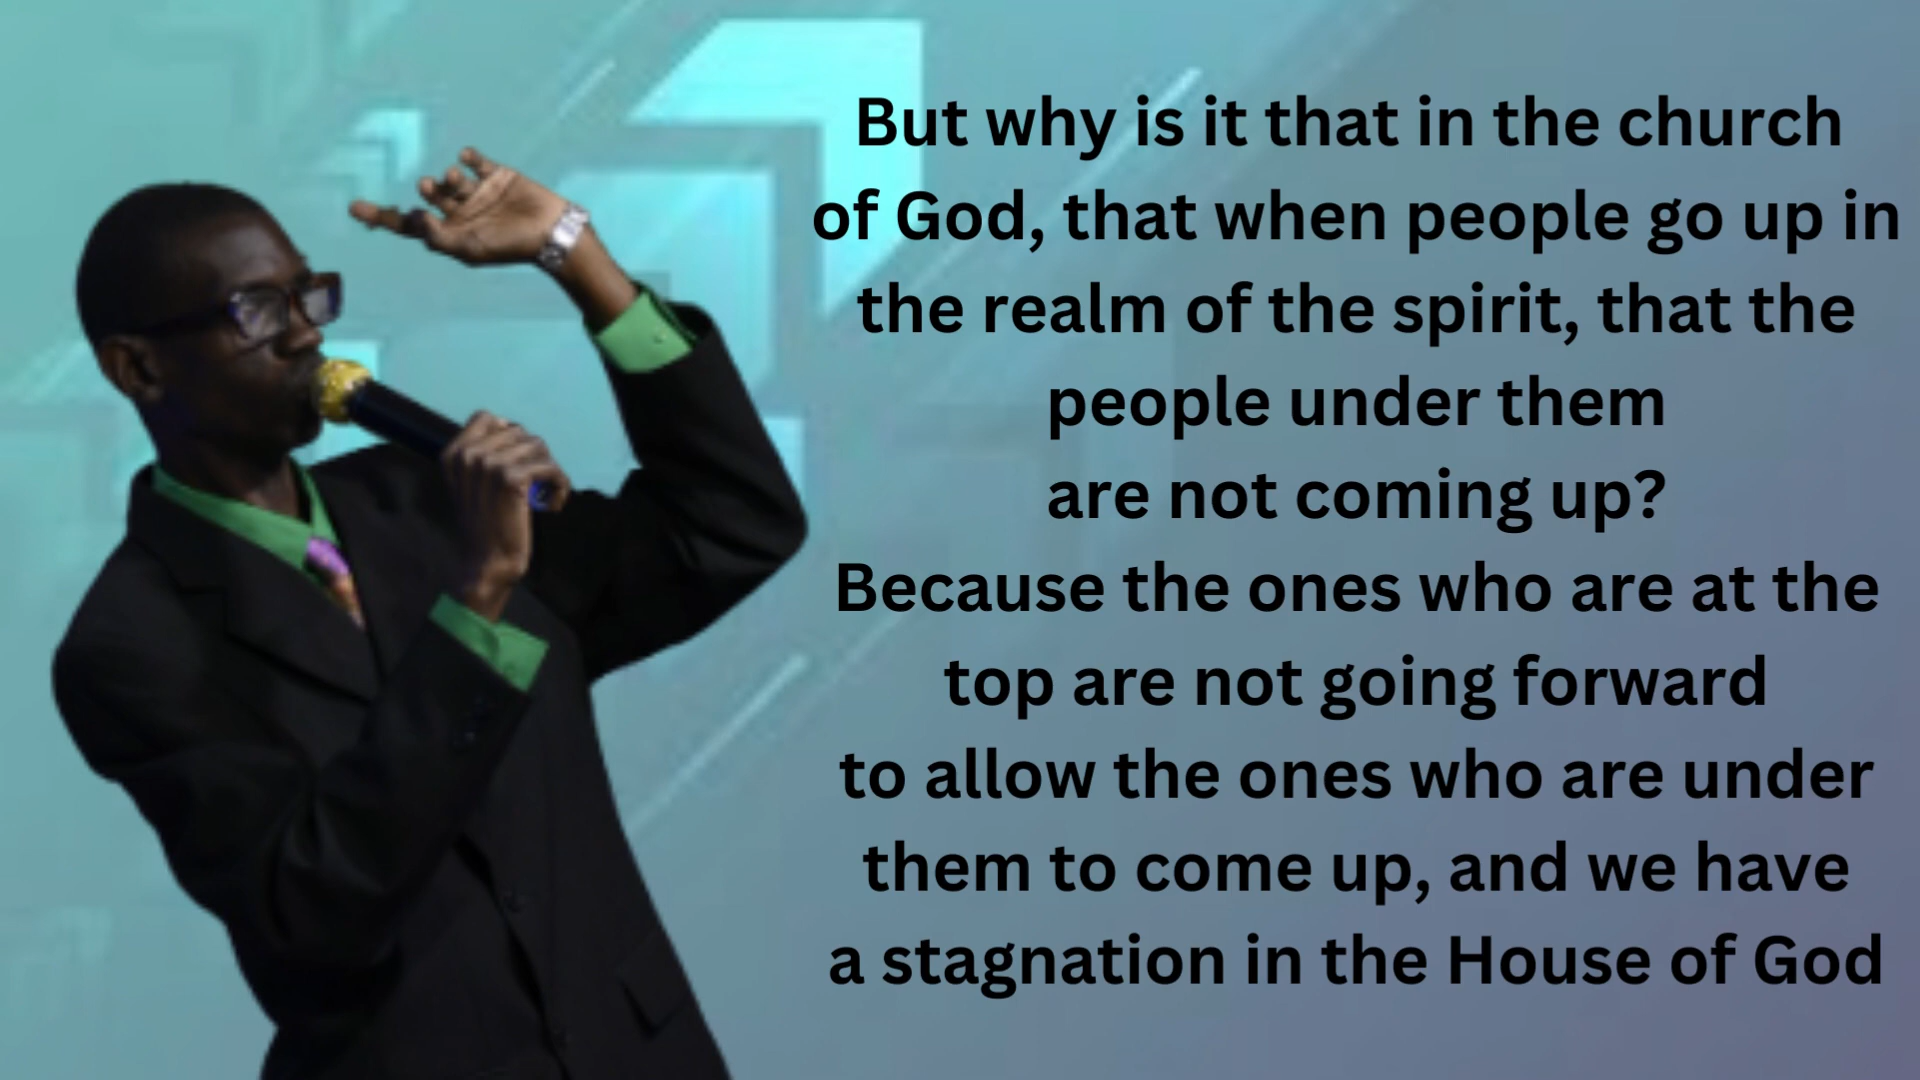 But why is it that in the church
of God, that when people go up in
the realm of the spirit, that the
people under them
are not coming up?
Because the ones who are at the
top are not going forward
to allow the ones who are under
them to come up, and we have
a stagnation in the House of God